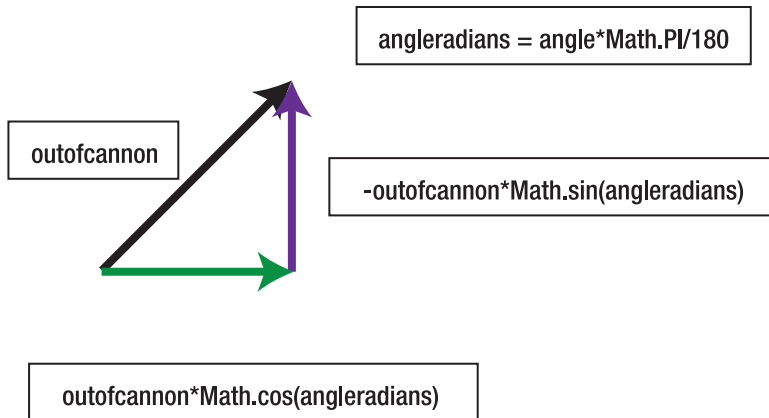 angleradians = angle*Math.PI/180
outofcannon
-outofcannon*Math.sin(angleradians)
outofcannon*Math.cos(angleradians)